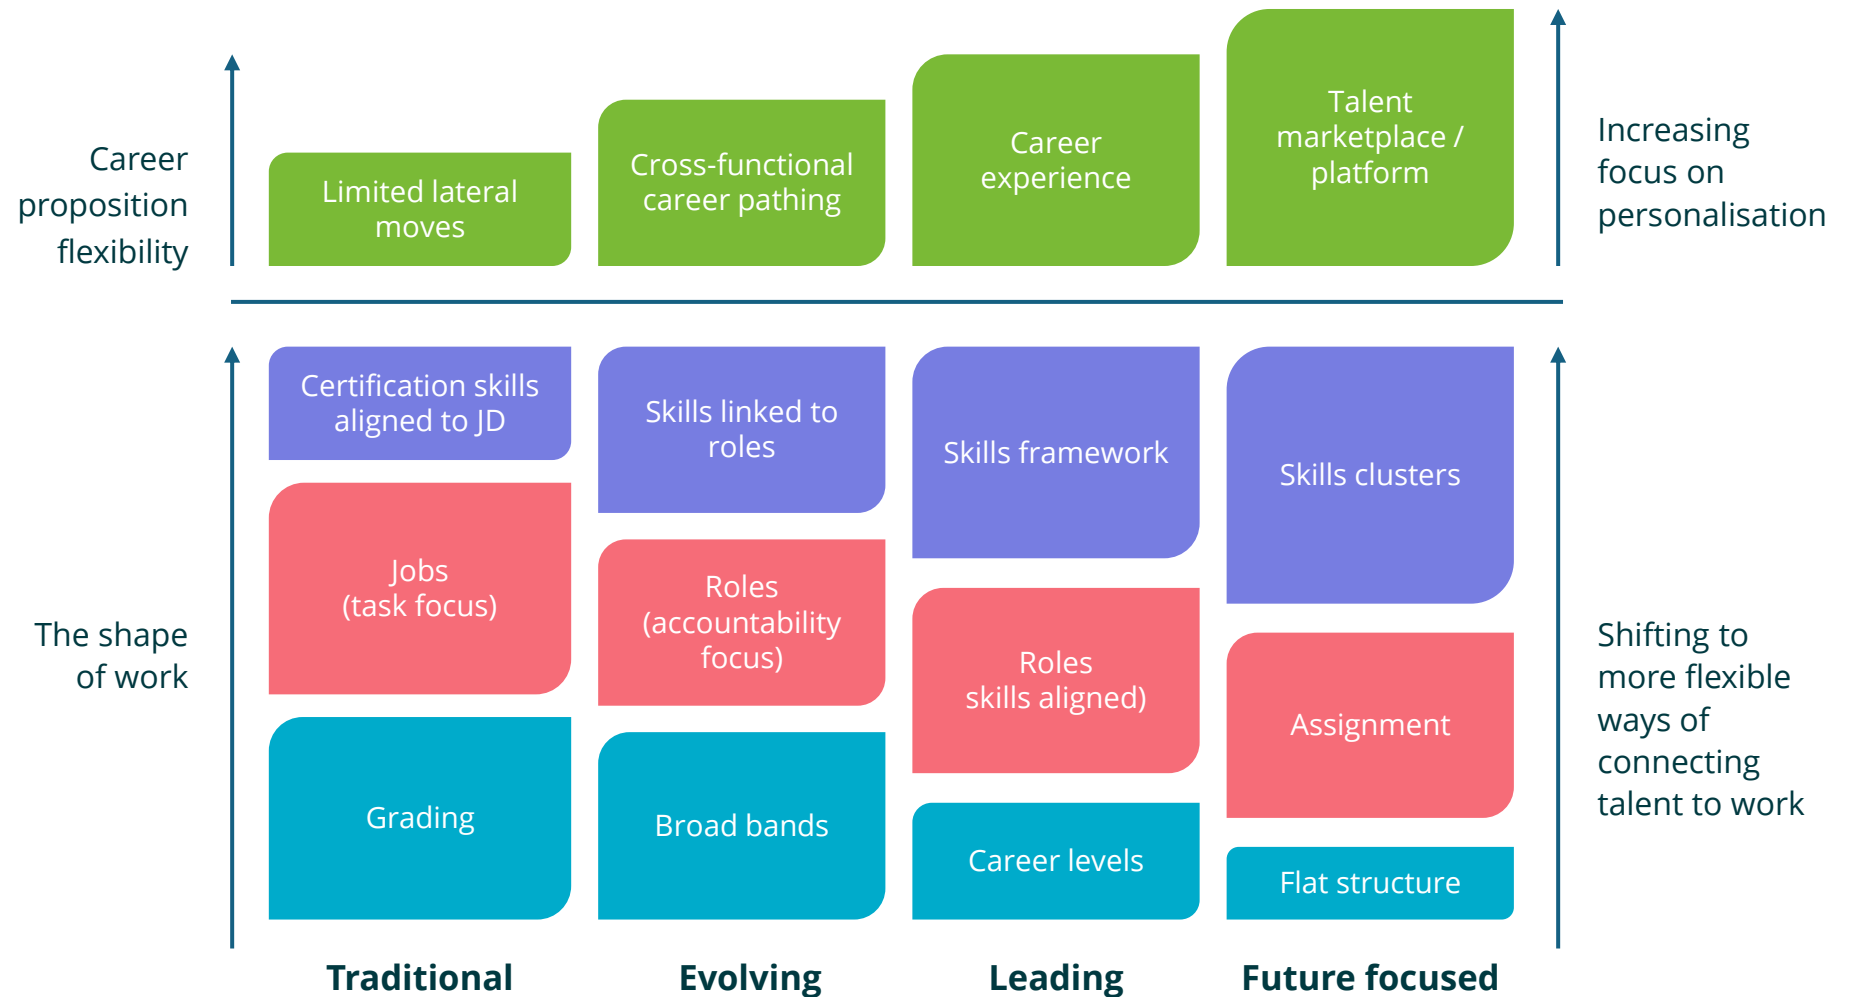 Career
proposition
flexibility
Limited lateral
moves
Cross-functional
career pathing
Career
experience
Talent
marketplace /
platform
Increasing
focus on
personalisation
The shape
of work
Certification skills
aligned to JD
Skills linked to
roles
Skills framework
Skills clusters
Jobs
(task focus)
Roles
(accountability
focus)
Roles
skills aligned)
Assignment
Grading
Broad bands
Career levels
Flat structure
Shifting to
more flexible
ways of
connecting
talent to work
Traditional
Evolving
Leading
Future focused